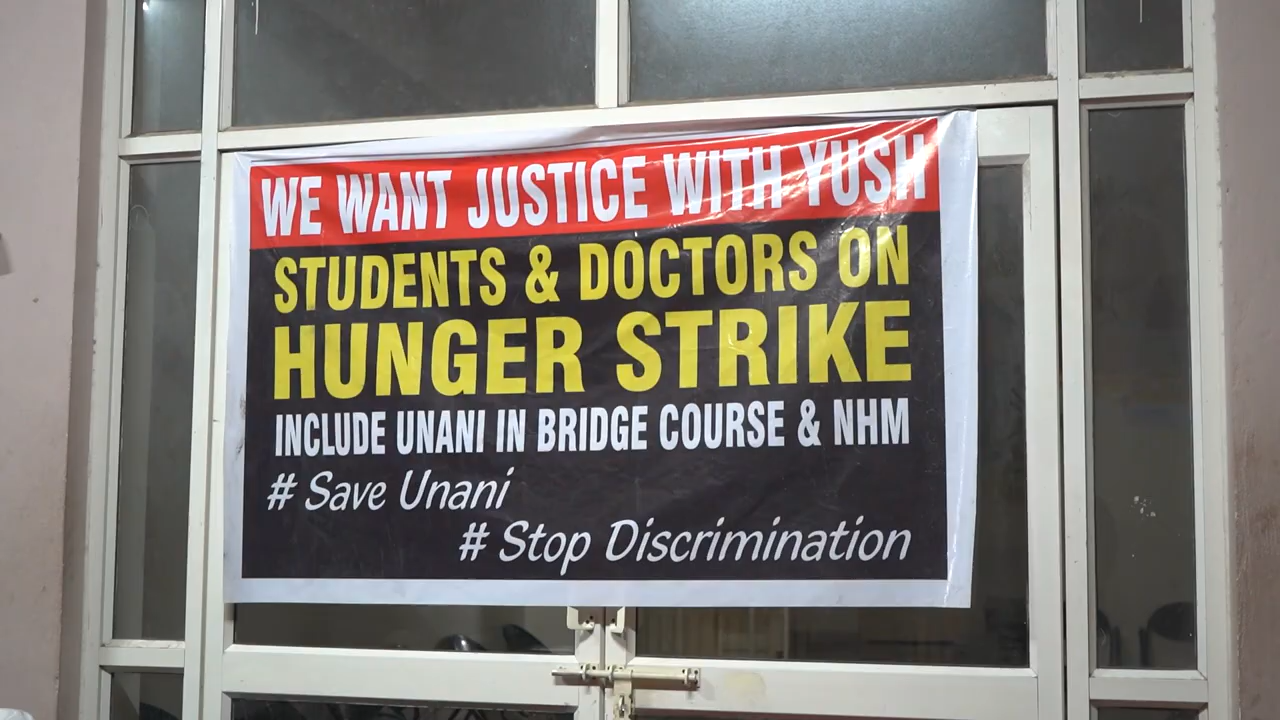 WE WANT JUSTICE WITH YUSH
STUDENTS & DOCTORS ON
HUNGER STRIKE
INCLUDE UNANI IN BRIDGE COURSE & NHM
# Save Unani
# Stop Discrimination